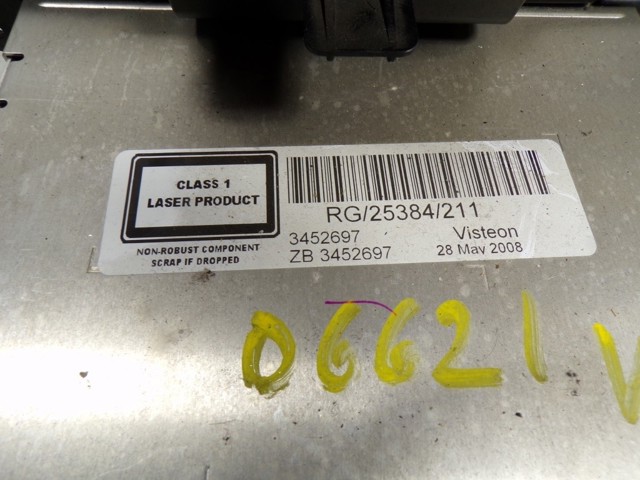 CLASS 1
LASER PRODUCT
NON-ROBUST COMPONENT
SCRAP IF DROPPED
RG/25384/211
3452697 Visteon
ZB 3452697 28 May 2008
06621 V